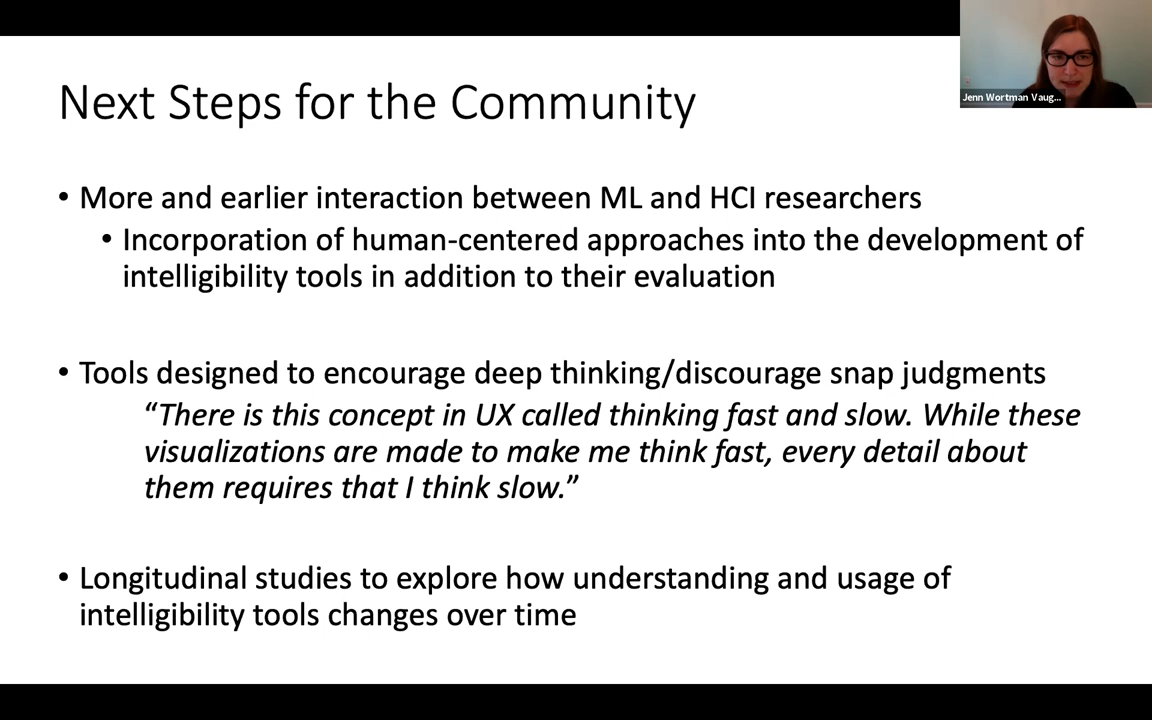 Next Steps for the Community
Jenn Wortman Vaug...
• More and earlier interaction between ML and HCI researchers
• Incorporation of human-centered approaches into the development of
intelligibility tools in addition to their evaluation
• Tools designed to encourage deep thinking/discourage snap judgments
“There is this concept in UX called thinking fast and slow. While these
visualizations are made to make me think fast, every detail about
them requires that I think slow.”
• Longitudinal studies to explore how understanding and usage of
intelligibility tools changes over time